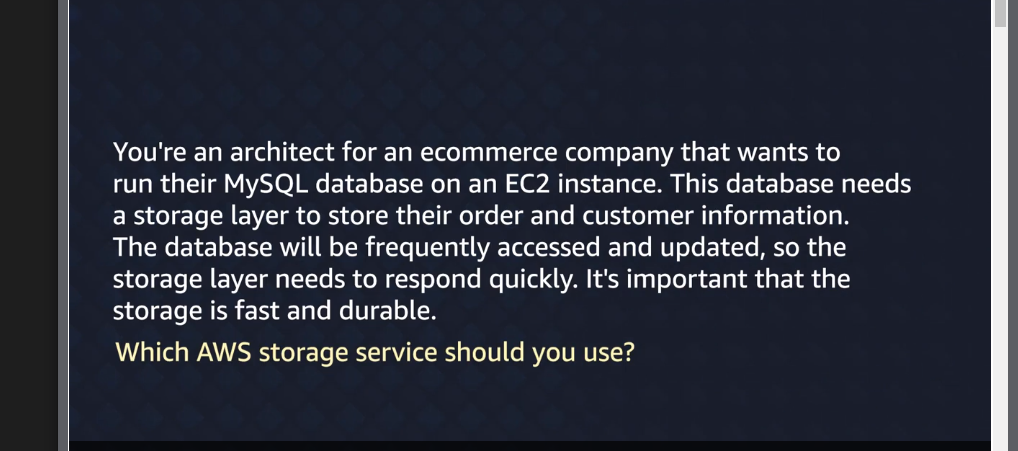 You're an architect for an ecommerce company that wants to
run their MySQL database on an EC2 instance. This database needs
a storage layer to store their order and customer information.
The database will be frequently accessed and updated, so the
storage layer needs to respond quickly. It's important that the
storage is fast and durable.
Which AWS storage service should you use?